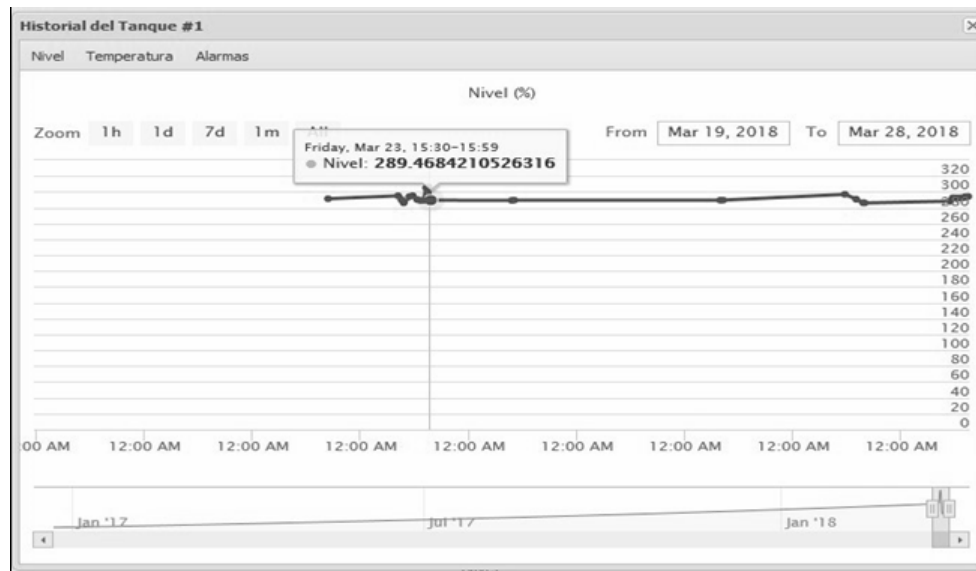 Historial del Tanque #1
Nivel Temperatura Alarmas
Nivel (%)
Zoom 1h 1d 7d 1m All From Mar 19, 2018 To Mar 28, 2018
Friday, Mar 23, 15:30-15:59
Nivel: 289.4684210526316
320
300
280
260
240
220
200
180
160
140
120
100
80
60
40
20
0
:00 AM 12:00 AM 12:00 AM 12:00 AM 12:00 AM 12:00 AM 12:00 AM 12:00 AM 12:00 AM
Jan '17 Jul '17 Jan '18